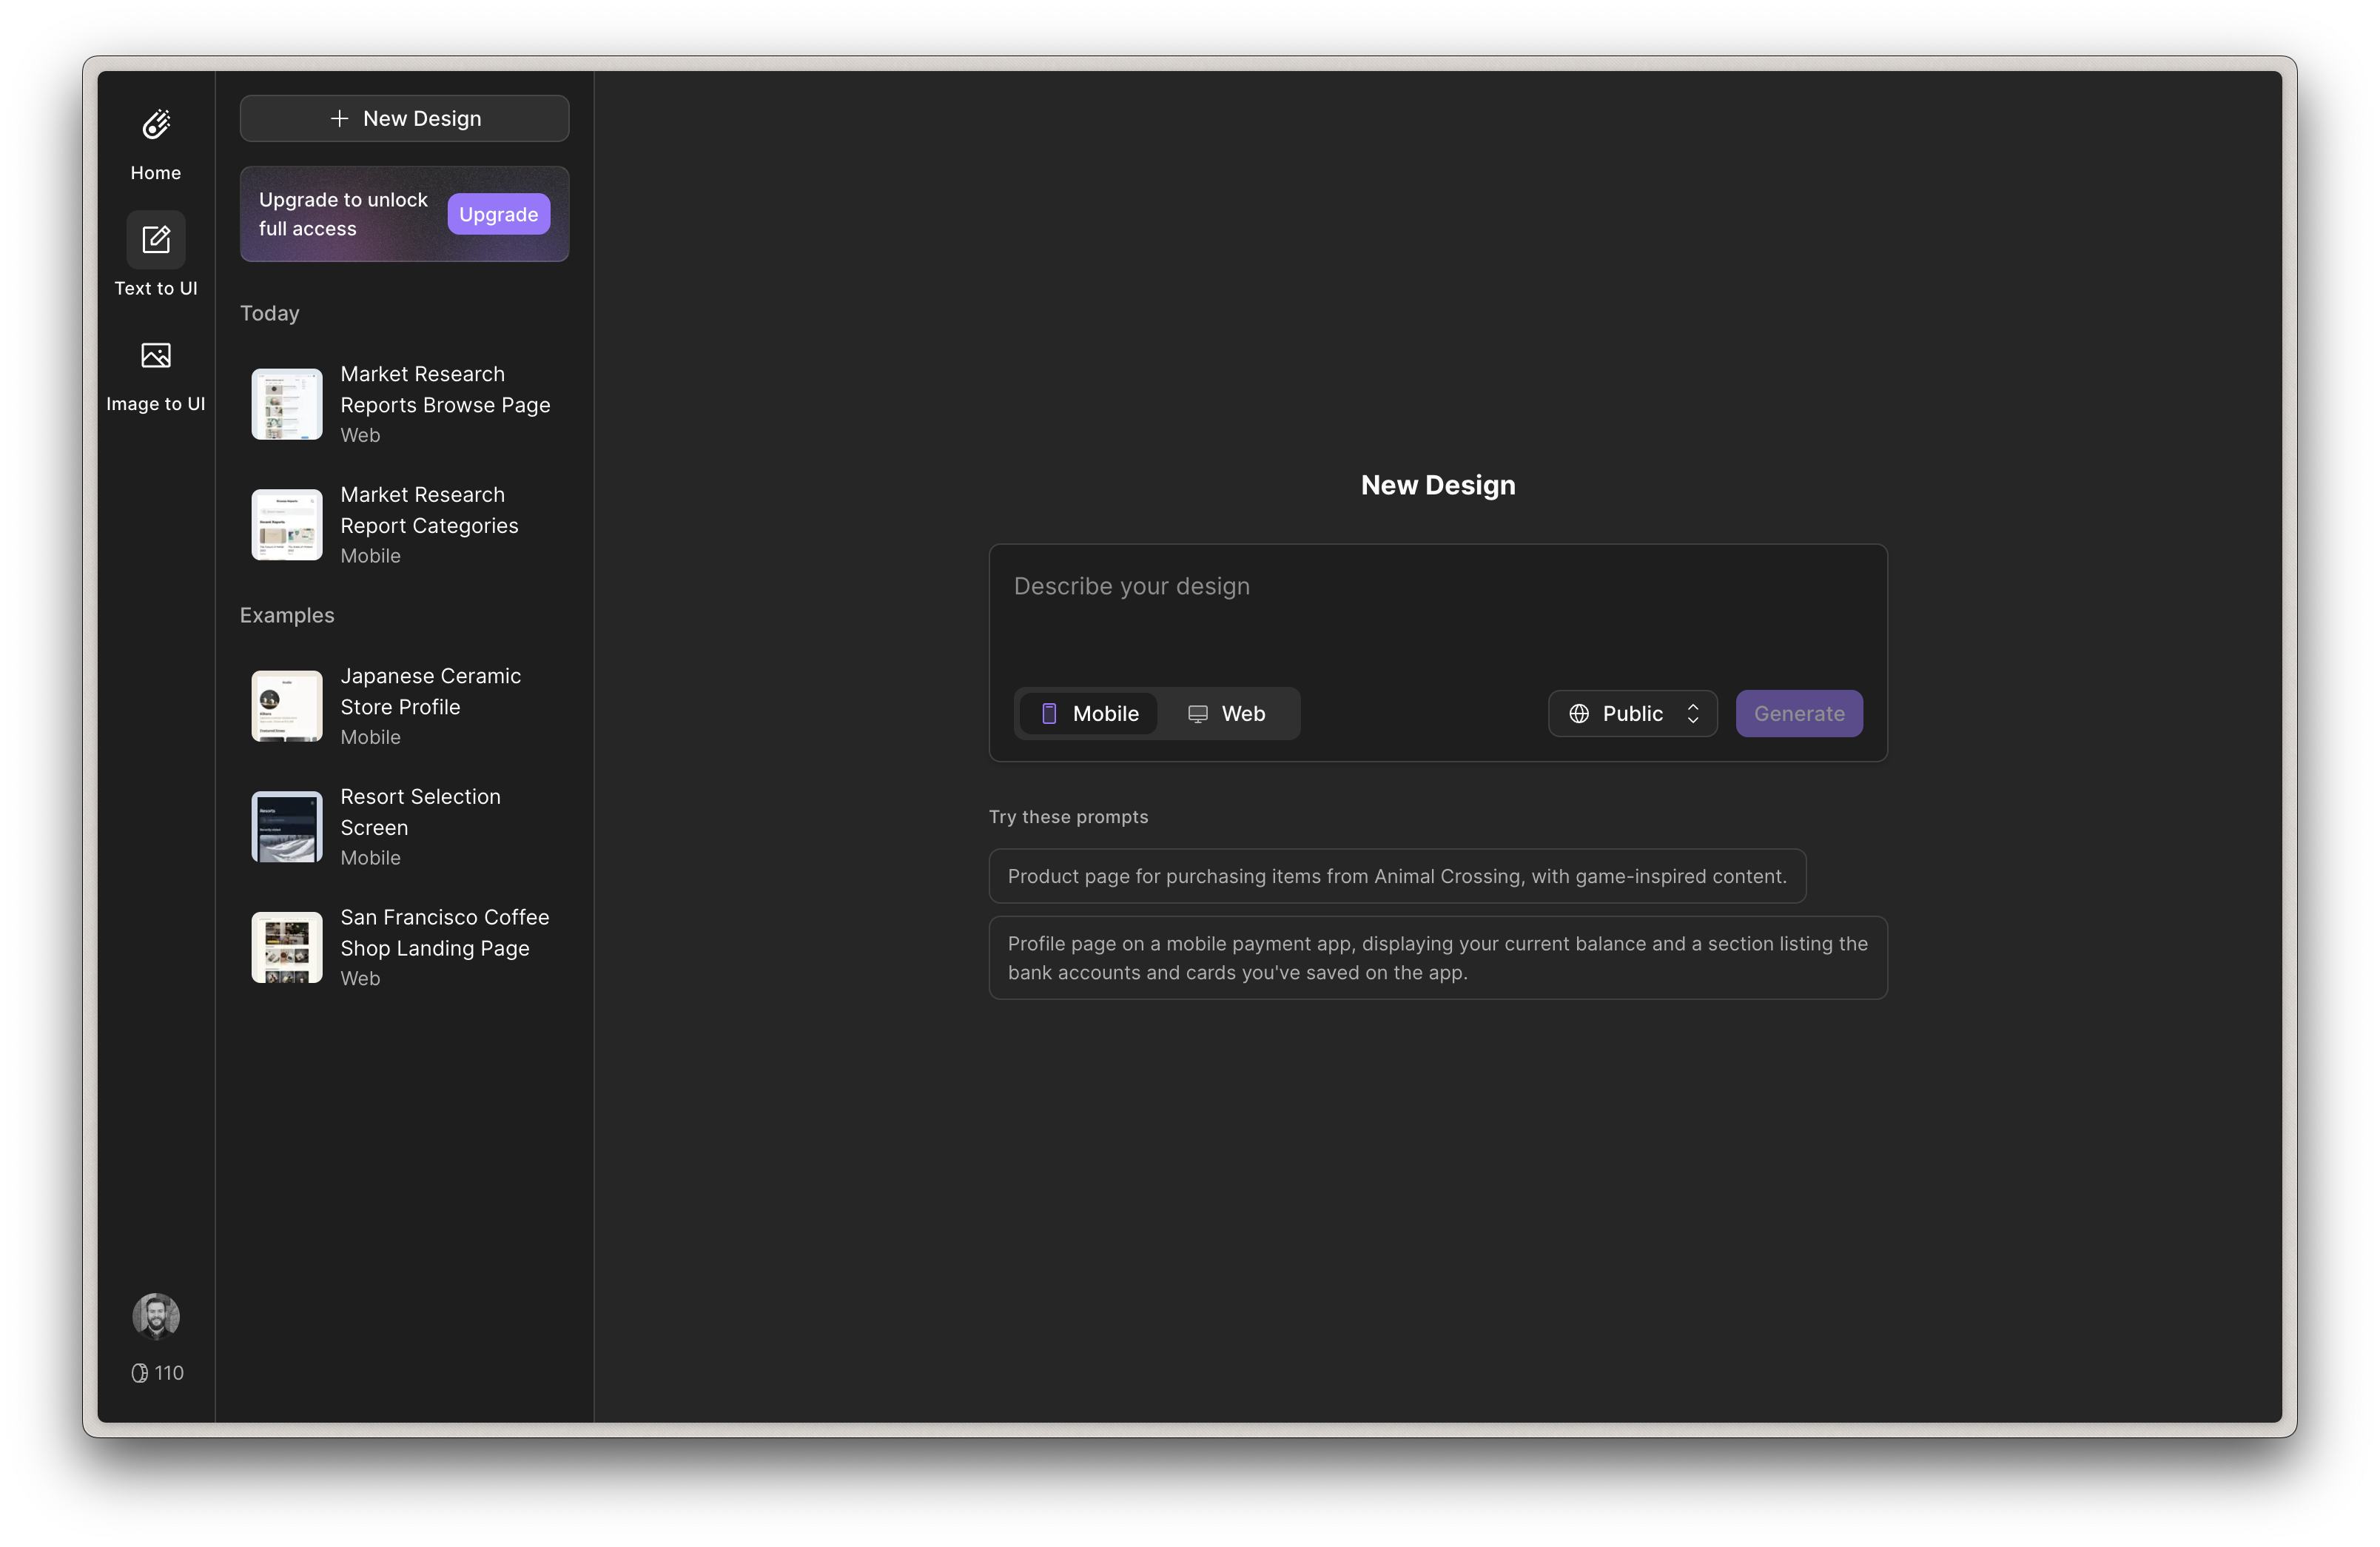 Home
Text to UI
Image to UI
110
New Design
Upgrade to unlock
full access
Upgrade
Today
Market Research
Reports Browse Page
Web
Market Research
Report Categories
Mobile
Examples
Japanese Ceramic
Store Profile
Mobile
Resort Selection
Screen
Mobile
San Francisco Coffee
Shop Landing Page
Web
New Design
Describe your design
Mobile
Web
Public
Generate
Try these prompts
Product page for purchasing items from Animal Crossing, with game-inspired content.
Profile page on a mobile payment app, displaying your current balance and a section listing the
bank accounts and cards you've saved on the app.